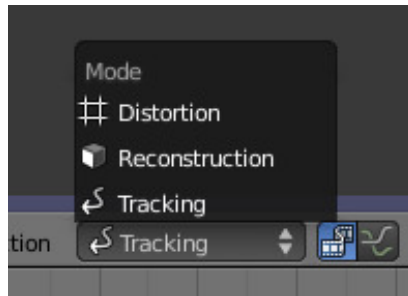 Mode
Distortion
Reconstruction
Tracking
tion Tracking